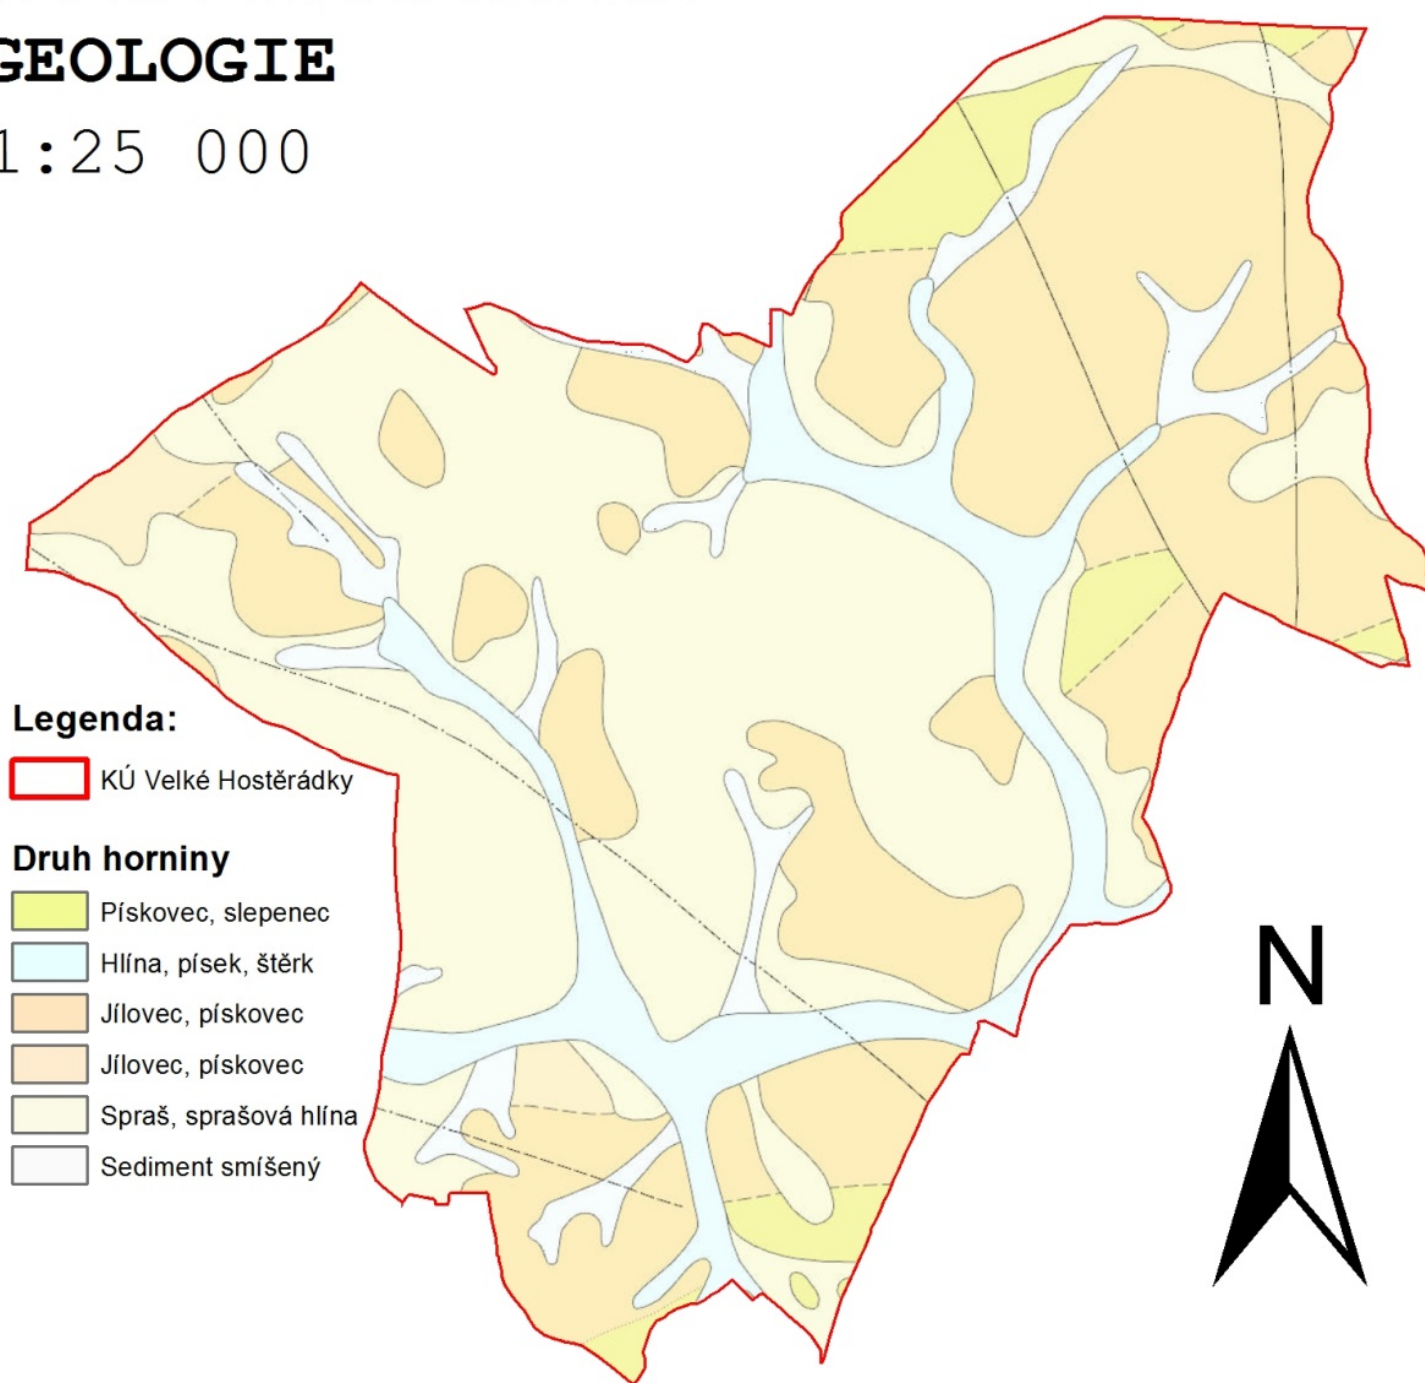 GEOLOGIE
1:25 000
Legenda:
KÚ Velké Hostěrádky
Druh horniny
Pískovec, slepenec
Hlína, písek, štěrk
Jílovec, pískovec
Jílovec, pískovec
Spraš, sprašová hlína
Sediment smíšený
N